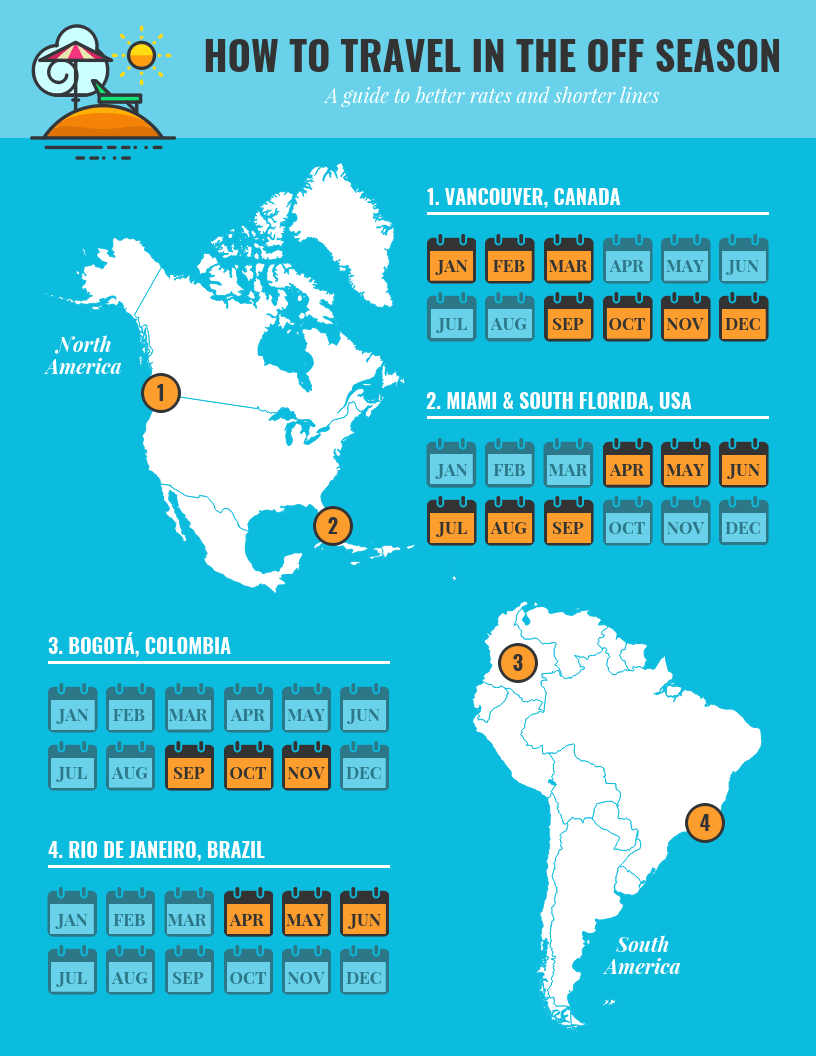 HOW TO TRAVEL IN THE OFF SEASON
A guide to better rates and shorter lines
North
America
1
2
1. VANCOUVER, CANADA
JAN FEB MAR APR MAY JUN
JUL AUG SEP OCT NOV DEC
2. MIAMI & SOUTH FLORIDA, USA
JAN FEB MAR APR MAY JUN
JUL AUG SEP OCT NOV DEC
3. BOGOTÁ, COLOMBIA
JAN FEB MAR APR MAY JUN
JUL AUG SEP OCT NOV DEC
4. RIO DE JANEIRO, BRAZIL
JAN FEB MAR APR MAY JUN
JUL AUG SEP OCT NOV DEC
3
4
South
America